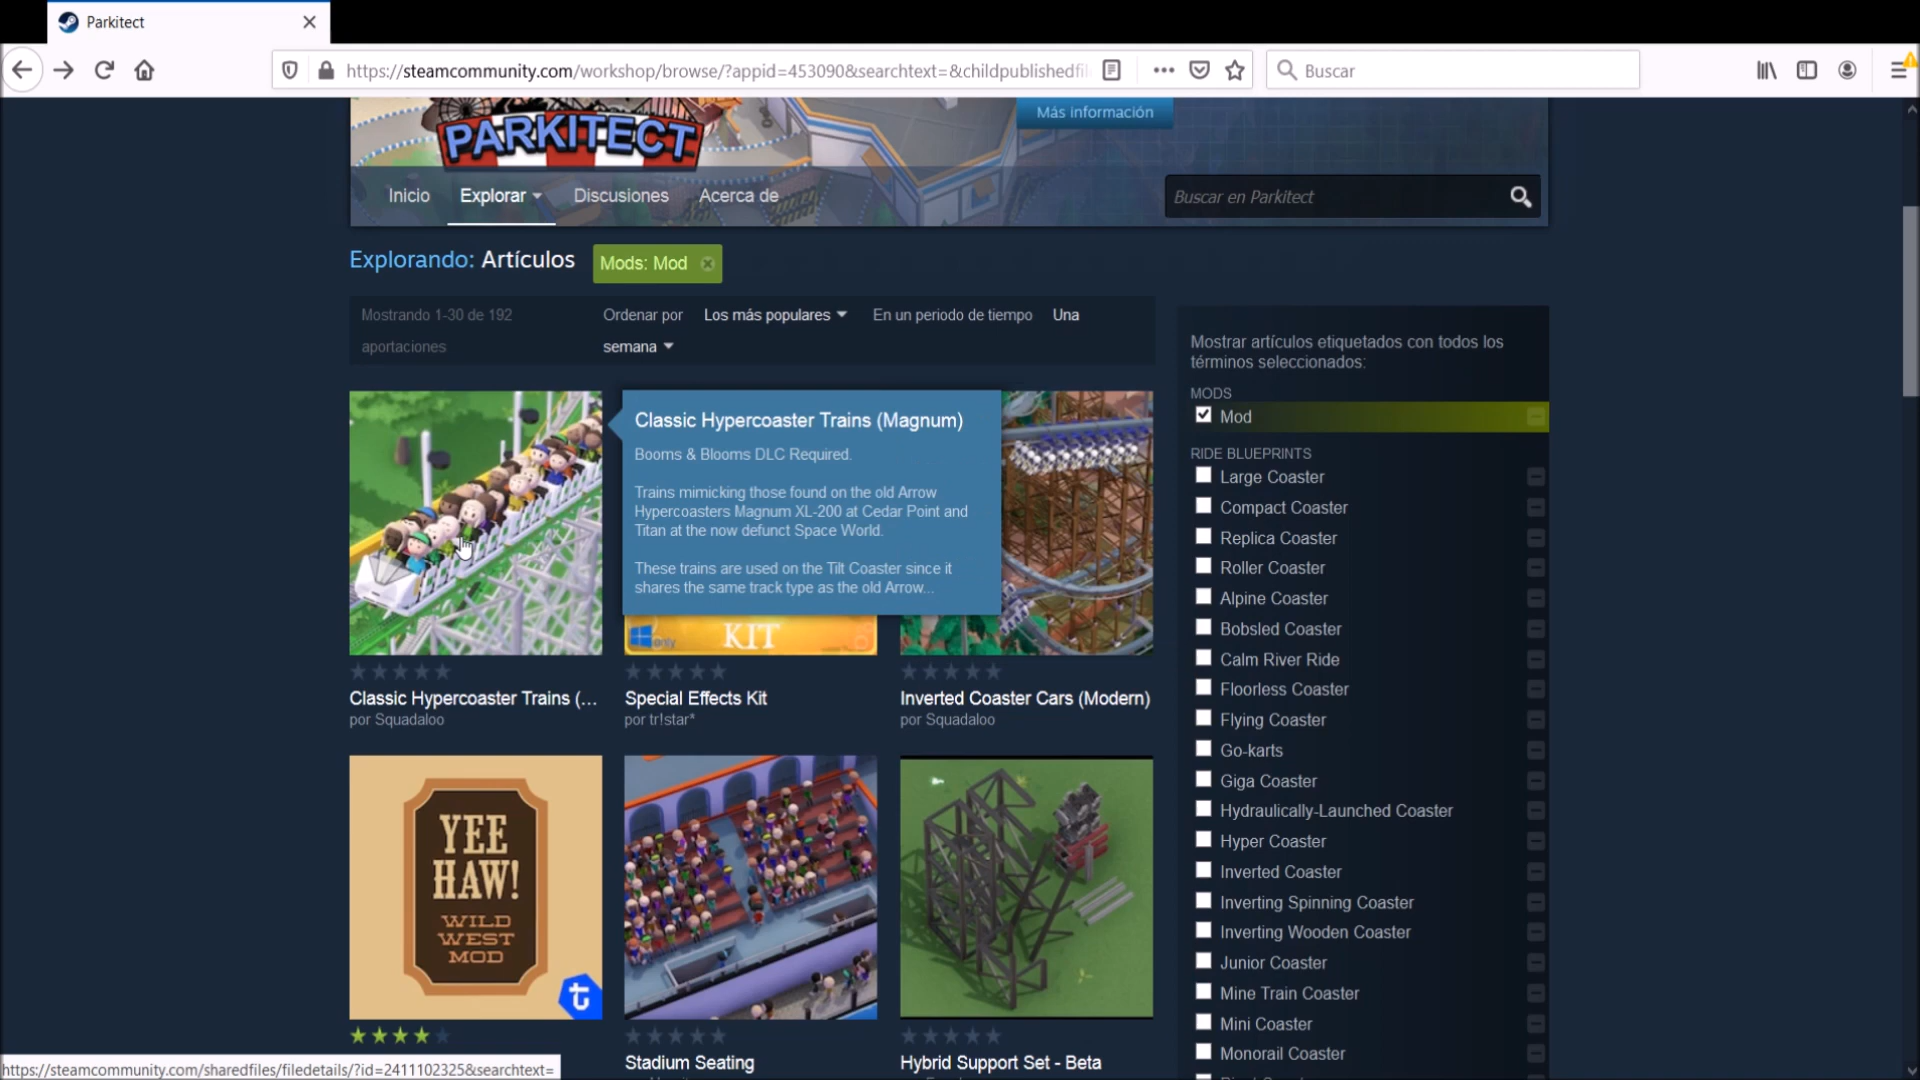 Parkitect
https://steamcommunity.com/workshop/browse/?appid=453090&searchtext=&childpublishedfil
Buscar
PARKITECT
Más información
Inicio
Explorar
Discusiones
Acerca de
Buscar en Parkitect
Explorando: Artículos
Mods: Mod
Mostrando 1-30 de 192
aportaciones
Ordenar por Los más populares En un periodo de tiempo Una
semana
Classic Hypercoaster Trains (Magnum)
Booms & Blooms DLC Required.
Trains mimicking those found on the old Arrow
Hypercoasters Magnum XL-200 at Cedar Point and
Titan at the now defunct Space World.
These trains are used on the Tilt Coaster since it
shares the same track type as the old Arrow...
only
KIT
Classic Hypercoaster Trains (...
por Squadaloo
Special Effects Kit
por tr!star*
Inverted Coaster Cars (Modern)
por Squadaloo
YEE
HAW!
WILD
WEST
MOD
t
Stadium Seating
Hybrid Support Set - Beta
Mostrar artículos etiquetados con todos los
términos seleccionados:
MODS
Mod
RIDE BLUEPRINTS
Large Coaster
Compact Coaster
Replica Coaster
Roller Coaster
Alpine Coaster
Bobsled Coaster
Calm River Ride
Floorless Coaster
Flying Coaster
Go-karts
Giga Coaster
Hydraulically-Launched Coaster
Hyper Coaster
Inverted Coaster
Inverting Spinning Coaster
Inverting Wooden Coaster
Junior Coaster
Mine Train Coaster
Mini Coaster
Monorail Coaster
https://steamcommunity.com/sharedfiles/filedetails/?id=2411102325&searchtext=